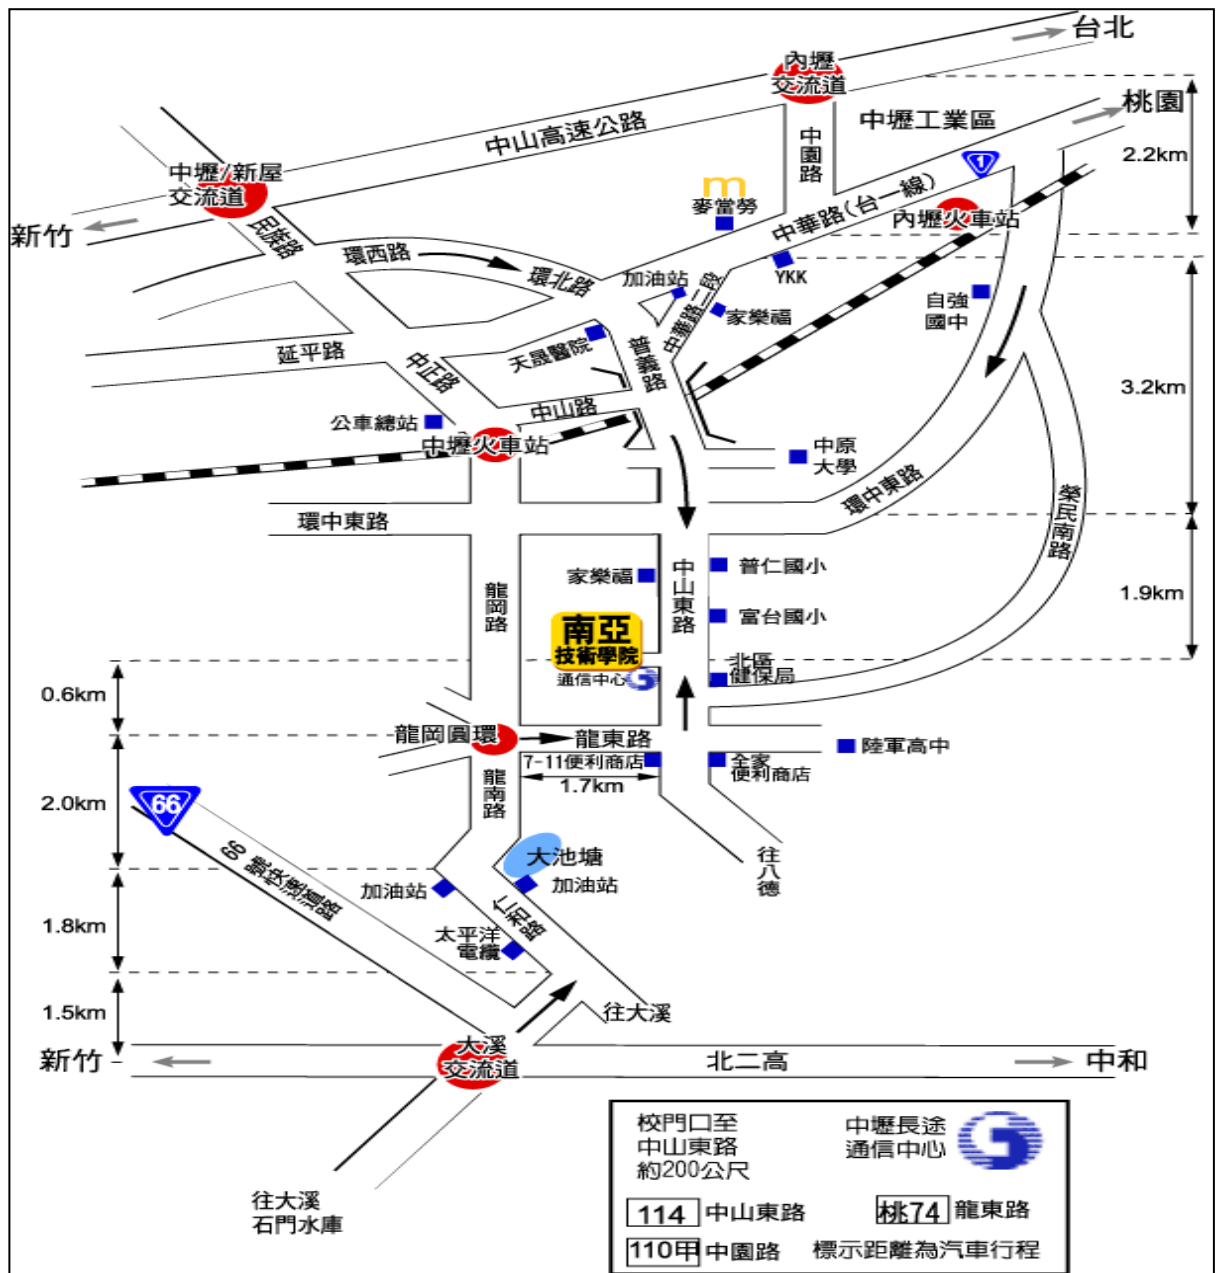 台北
內壢
交流道
桃園
中壢工業區
中山高速公路
中園路
2.2km
1
中壢/新屋
交流道
m
麥當勞
中華路(台一線)
內壢火車站
新竹
民族路
環西路
環北路
加油站
YKK
中華路二段
家樂福
自強
國中
延平路
天晟醫院
普義路
中正路
3.2km
中山路
公車總站
中壢火車站
中原
大學
環中東路
環中東路
榮民南路
家樂福
中山東路
普仁國小
龍岡路
1.9km
富台國小
南亞
技術學院
通信中心
北區
健保局
0.6km
龍岡圓環
龍東路
陸軍高中
7-11便利商店
全家
便利商店
1.7km
龍南路
2.0km
66
66號快速道路
大池塘
往八德
加油站
加油站
仁和路
1.8km
太平洋
電纜
1.5km
往大溪
新竹
大溪
交流道
北二高
中和
往大溪
石門水庫
校門口至
中山東路
約200公尺
中壢長途
通信中心
114 中山東路
桃74 龍東路
110甲 中園路
標示距離為汽車行程